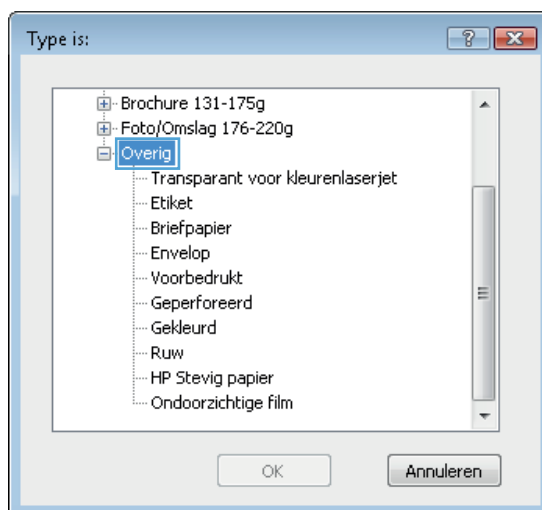 Type is:
Brochure 131-175g
Foto/Omslag 176-220g
Overig
Transparant voor kleurenlaserjet
Etiket
Briefpapier
Envelop
Voorbedrukt
Geperforeerd
Gekleurd
Ruw
HP Stevig papier
Ondoorzichtige film
OK
Annuleren